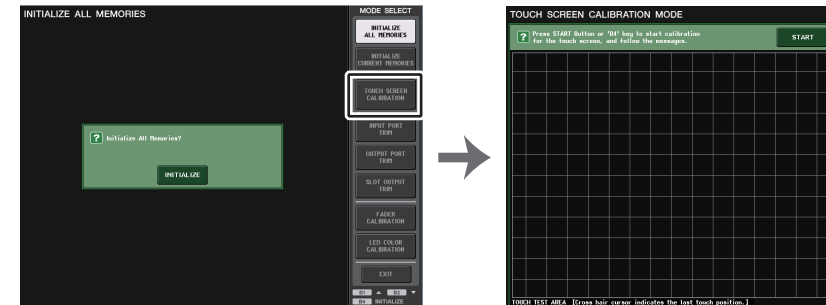 INITIALIZE ALL MEMORIES
MODE SELECT
INITIALIZE
ALL MEMORIES
INITIALIZE
CURRENT MEMORIES
TOUCH SCREEN
CALIBRATION
INPUT PORT
TRIM
OUTPUT PORT
TRIM
SLOT OUTPUT
TRIM
FADER
CALIBRATION
LED COLOR
CALIBRATION
EXIT
B1 ▲ B2 ▼
B4 INITIALIZE
? Initialize All Memories?
INITIALIZE
TOUCH SCREEN CALIBRATION MODE
? Press START Button or 'B4' key to start calibration
for the touch screen, and follow the messages.
START
TOUCH TEST AREA [Cross hair cursor indicates the last touch position.]